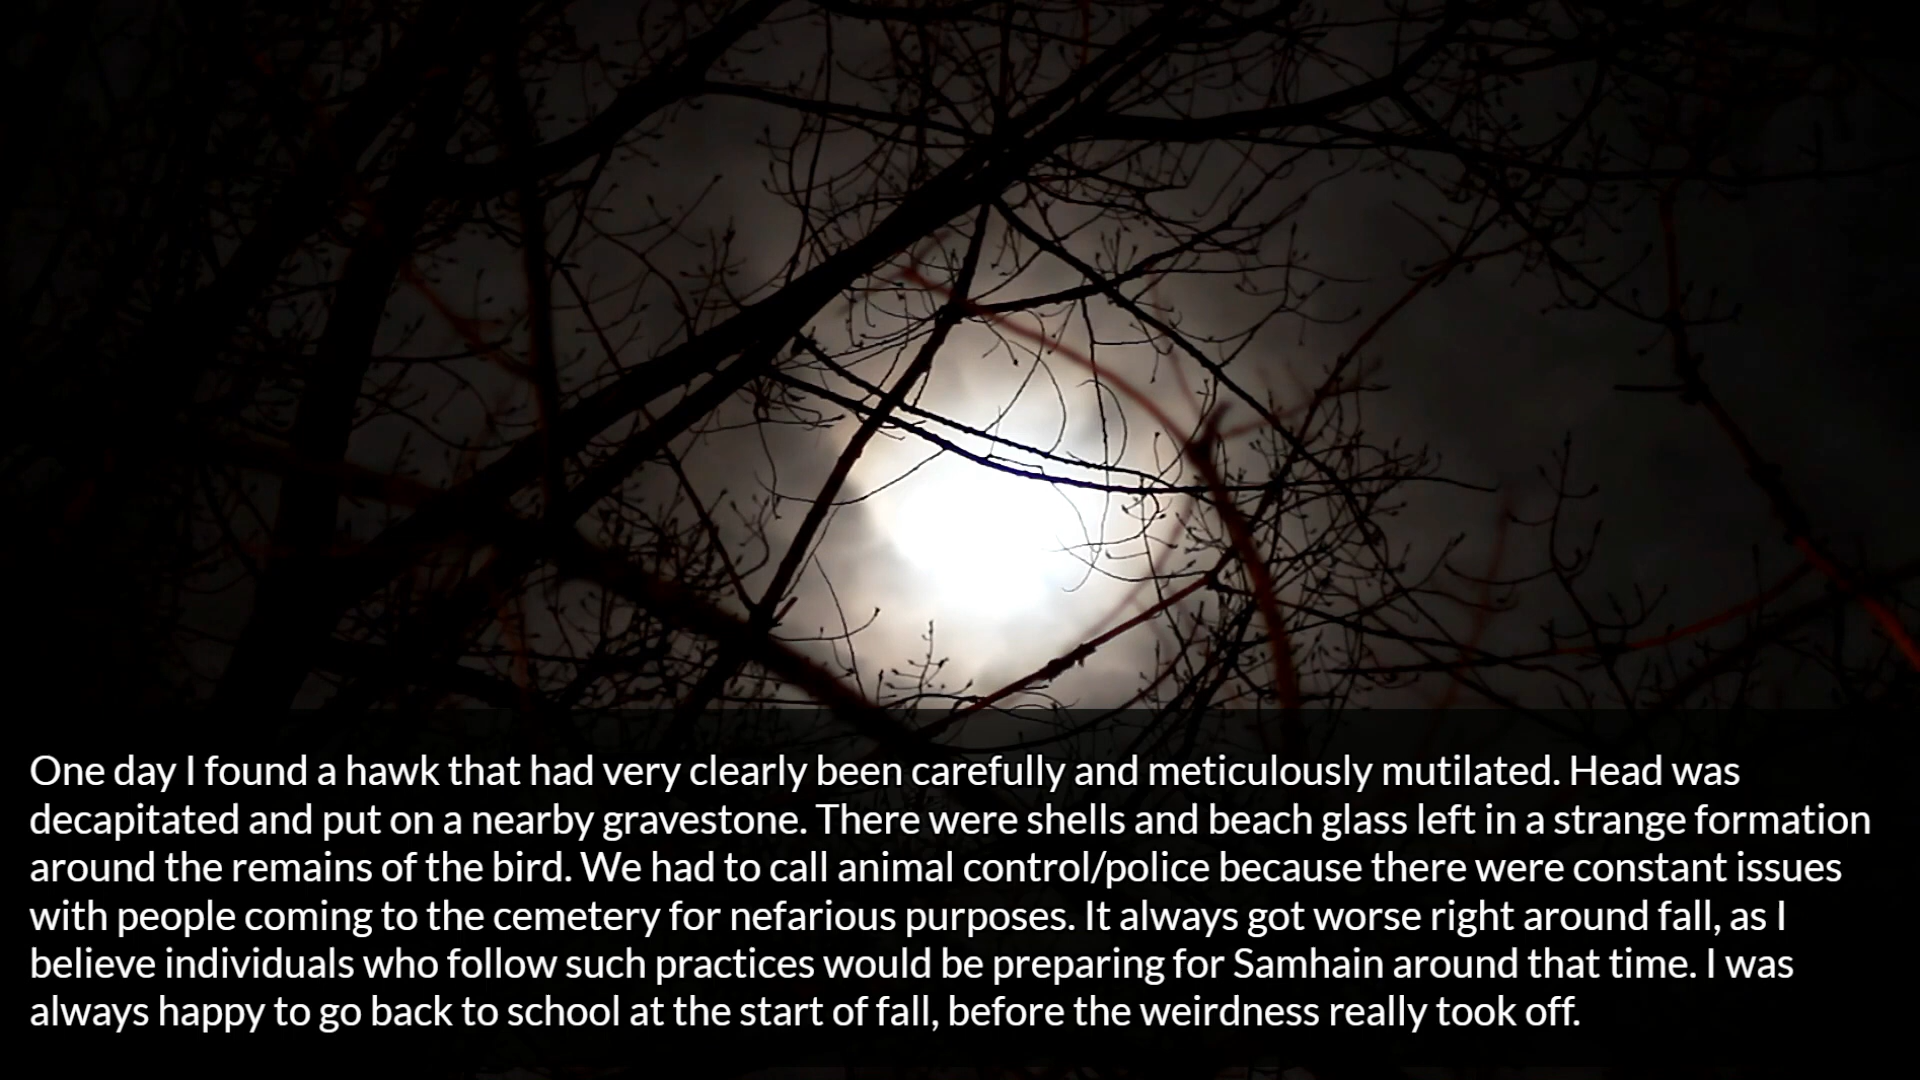 One day I found a hawk that had very clearly been carefully and meticulously mutilated. Head was
decapitated and put on a nearby gravestone. There were shells and beach glass left in a strange formation
around the remains of the bird. We had to call animal control/police because there were constant issues
with people coming to the cemetery for nefarious purposes. It always got worse right around fall, as I
believe individuals who follow such practices would be preparing for Samhain around that time. I was
always happy to go back to school at the start of fall, before the weirdness really took off.